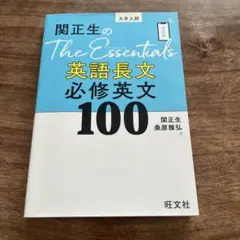 大学入試
関正生の
The Essentials
英語長文
必修英文
100
関正生
桑原雅弘
旺文社